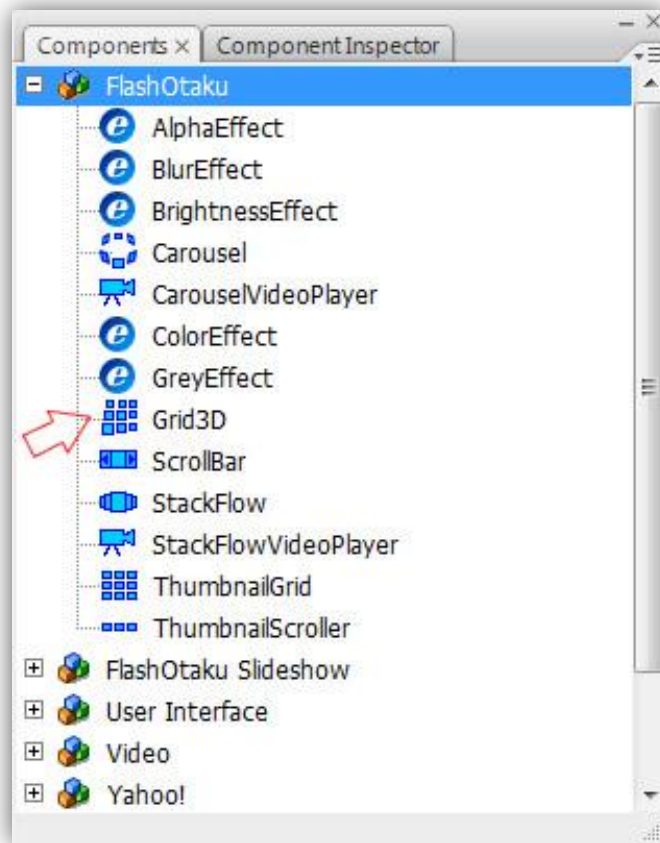 Components × Component Inspector
FlashOtaku
AlphaEffect
BlurEffect
BrightnessEffect
Carousel
CarouselVideoPlayer
ColorEffect
GreyEffect
Grid3D
ScrollBar
StackFlow
StackFlowVideoPlayer
ThumbnailGrid
ThumbnailScroller
FlashOtaku Slideshow
User Interface
Video
Yahoo!